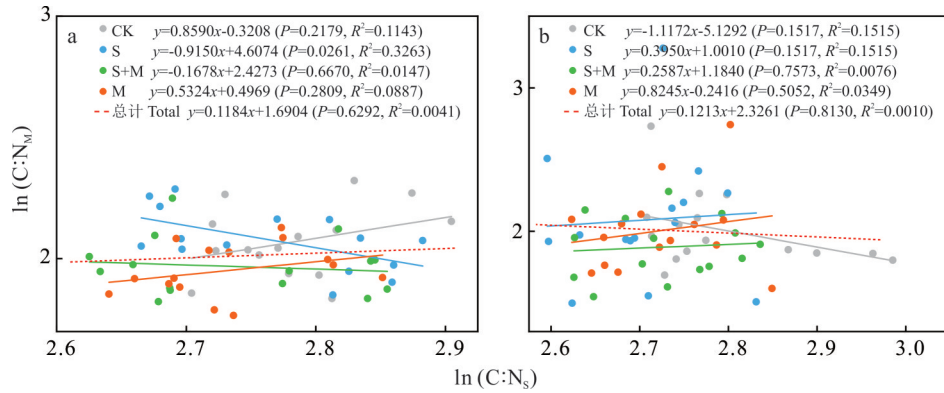 a
CK y=0.8590x-0.3208 (P=0.2179, R²=0.1143)
S y=-0.9150x+4.6074 (P=0.0261, R²=0.3263)
S+M y=-0.1678x+2.4273 (P=0.6670, R²=0.0147)
M y=0.5324x+0.4969 (P=0.2809, R²=0.0887)
总计 Total y=0.1184x+1.6904 (P=0.6292, R²=0.0041)
3.0
3.0
2
ln (C∶N_M)
2.6 2.7 2.8 2.9
b
CK y=-1.1172x-5.1292 (P=0.1517, R²=0.1515)
S y=0.3950x+1.0010 (P=0.1517, R²=0.1515)
S+M y=0.2587x+1.1840 (P=0.7573, R²=0.0076)
M y=0.8245x-0.2416 (P=0.5052, R²=0.0349)
总计 Total y=0.1213x+2.3261 (P=0.8130, R²=0.0010)
3.0
2
2.6 2.7 2.8 2.9 3.0
ln (C∶N_S)